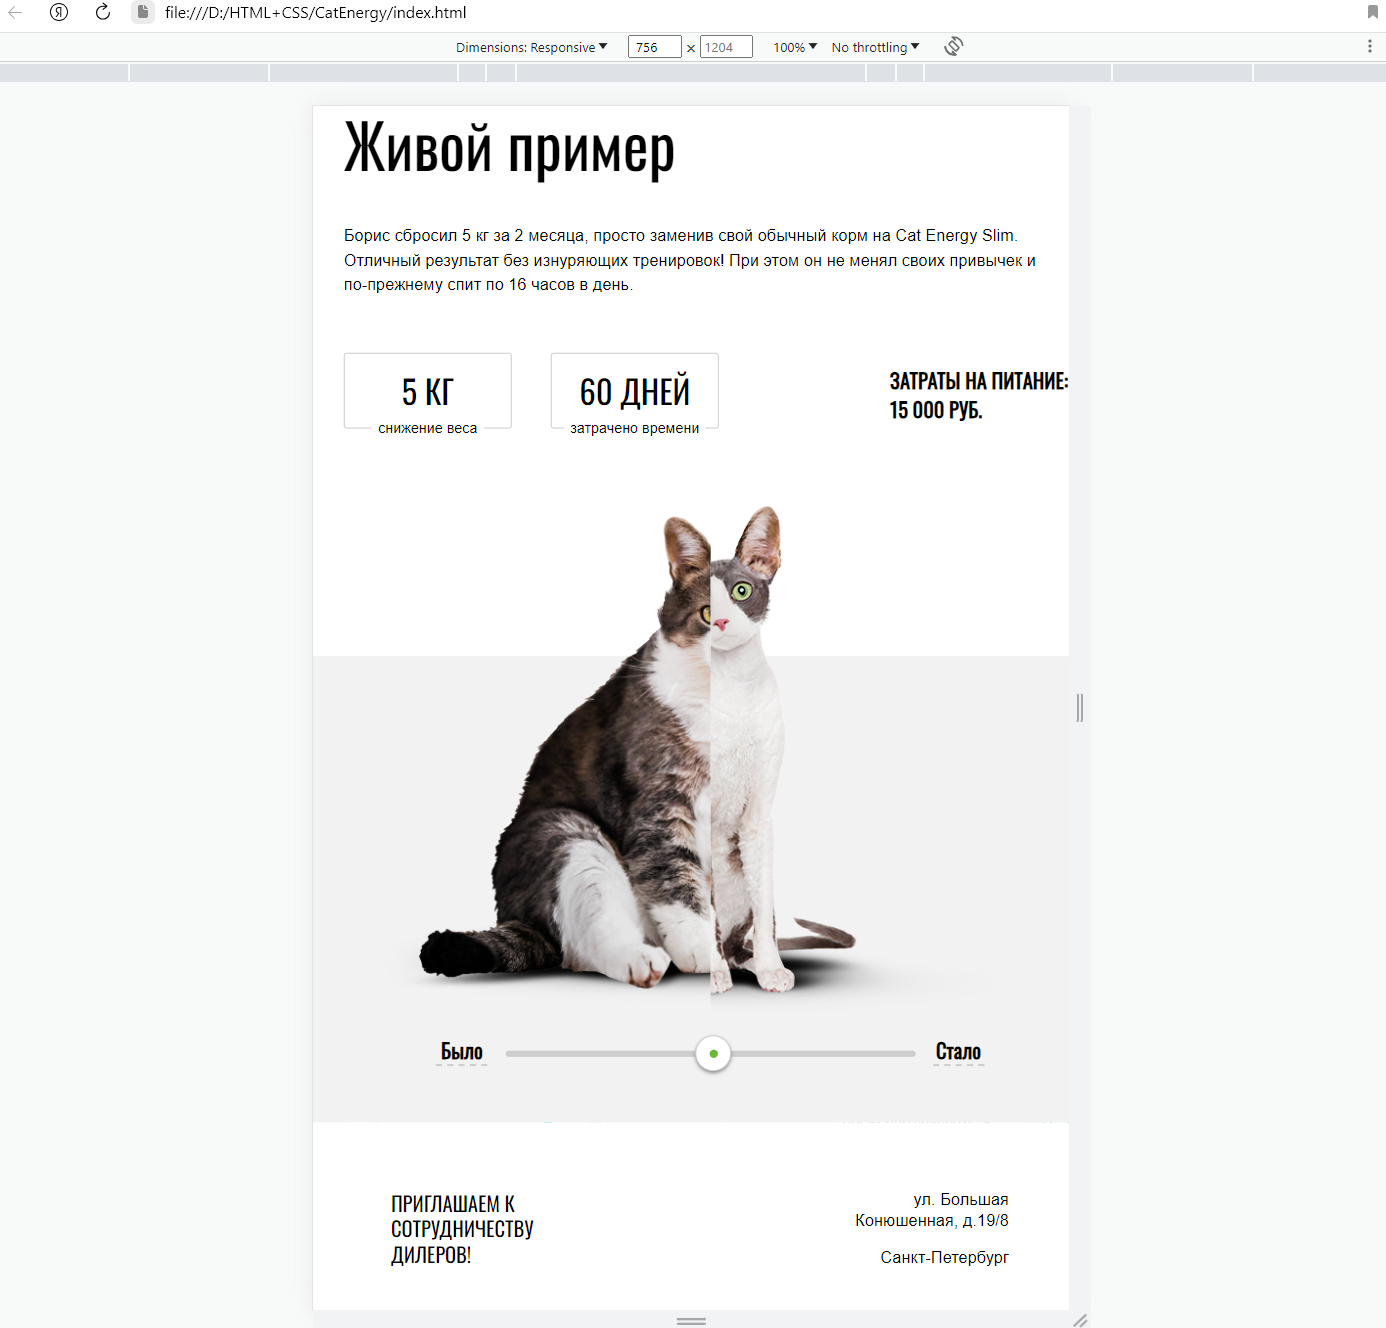 file:///D:/HTML+CSS/CatEnergy/index.html
Dimensions: Responsive 756 x 1204 100% No throttling
Живой пример
Борис сбросил 5 кг за 2 месяца, просто заменив свой обычный корм на Cat Energy Slim.
Отличный результат без изнуряющих тренировок! При этом он не менял своих привычек и
по-прежнему спит по 16 часов в день.
5 КГ
снижение веса
60 ДНЕЙ
затрачено времени
ЗАТРАТЫ НА ПИТАНИЕ:
15 000 РУБ.
Было
Стало
ПРИГЛАШАЕМ К
СОТРУДНИЧЕСТВУ
ДИЛЕРОВ!
ул. Большая
Конюшенная, д.19/8
Санкт-Петербург